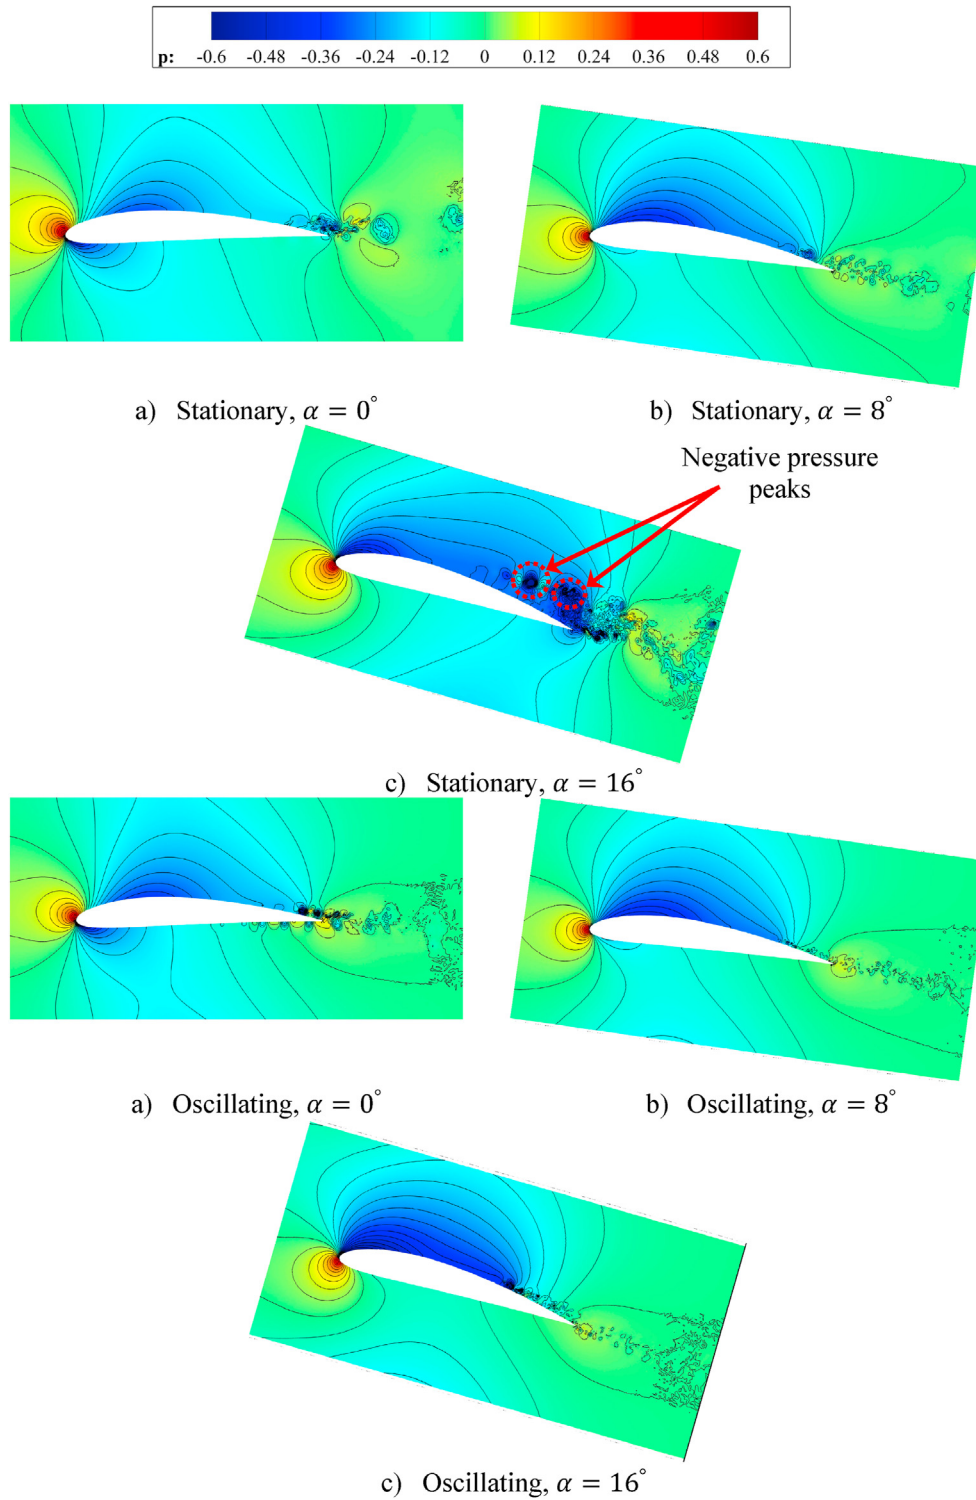 p: -0.6 -0.48 -0.36 -0.24 -0.12 0 0.12 0.24 0.36 0.48 0.6
a) Stationary, α = 0°
b) Stationary, α = 8°
Negative pressure
peaks
c) Stationary, α = 16°
a) Oscillating, α = 0°
b) Oscillating, α = 8°
c) Oscillating, α = 16°